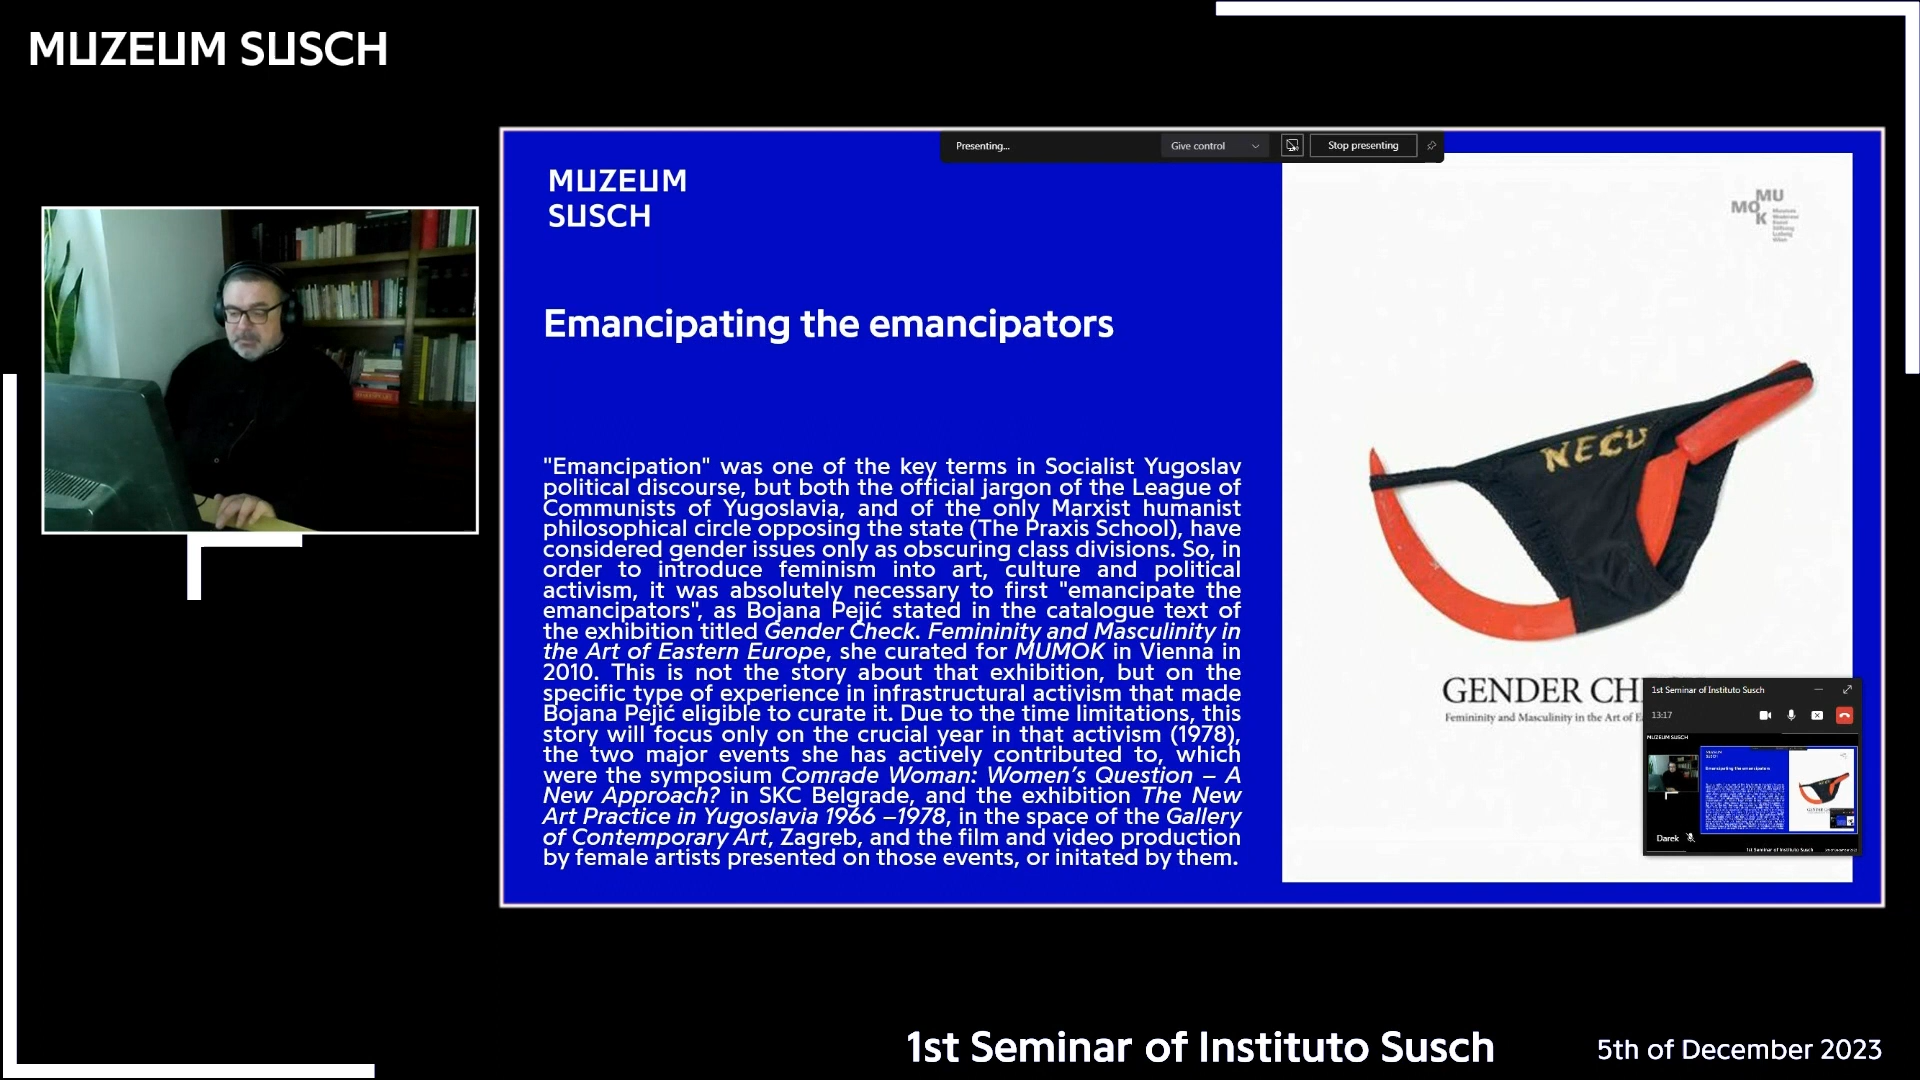 MUZEUM SUSCH
Presenting...
Give control
Stop presenting
MUZEUM
SUSCH
Emancipating the emancipators
"Emancipation" was one of the key terms in Socialist Yugoslav
political discourse, but both the official jargon of the League of
Communists of Yugoslavia, and of the only Marxist humanist
philosophical circle opposing the state (The Praxis School), have
considered gender issues only as obscuring class divisions. So, in
order to introduce feminism into art, culture and political
activism, it was absolutely necessary to first "emancipate the
emancipators", as Bojana Pejić stated in the catalogue text of
the exhibition titled Gender Check. Femininity and Masculinity in
the Art of Eastern Europe, she curated for MUMOK in Vienna in
2010. This is not the story about that exhibition, but on the
specific type of experience in infrastructural activism that made
Bojana Pejić eligible to curate it. Due to the time limitations, this
story will focus only on the crucial year in that activism (1978),
the two major events she has actively contributed to, which
were the symposium Comrade Woman: Women's Question – A
New Approach? in SKC Belgrade, and the exhibition The New
Art Practice in Yugoslavia 1966 –1978, in the space of the Gallery
of Contemporary Art, Zagreb, and the film and video production
by female artists presented on those events, or initated by them.
MU
MO
K
NEĆU
GENDER CH
Femininity and Masculinity in the Art of E
1st Seminar of Instituto Susch
13:17
MUZEUM SUSCH
Emancipating the emancipators
Darek
1st Seminar of Instituto Susch
1st Seminar of Instituto Susch
5th of December 2023